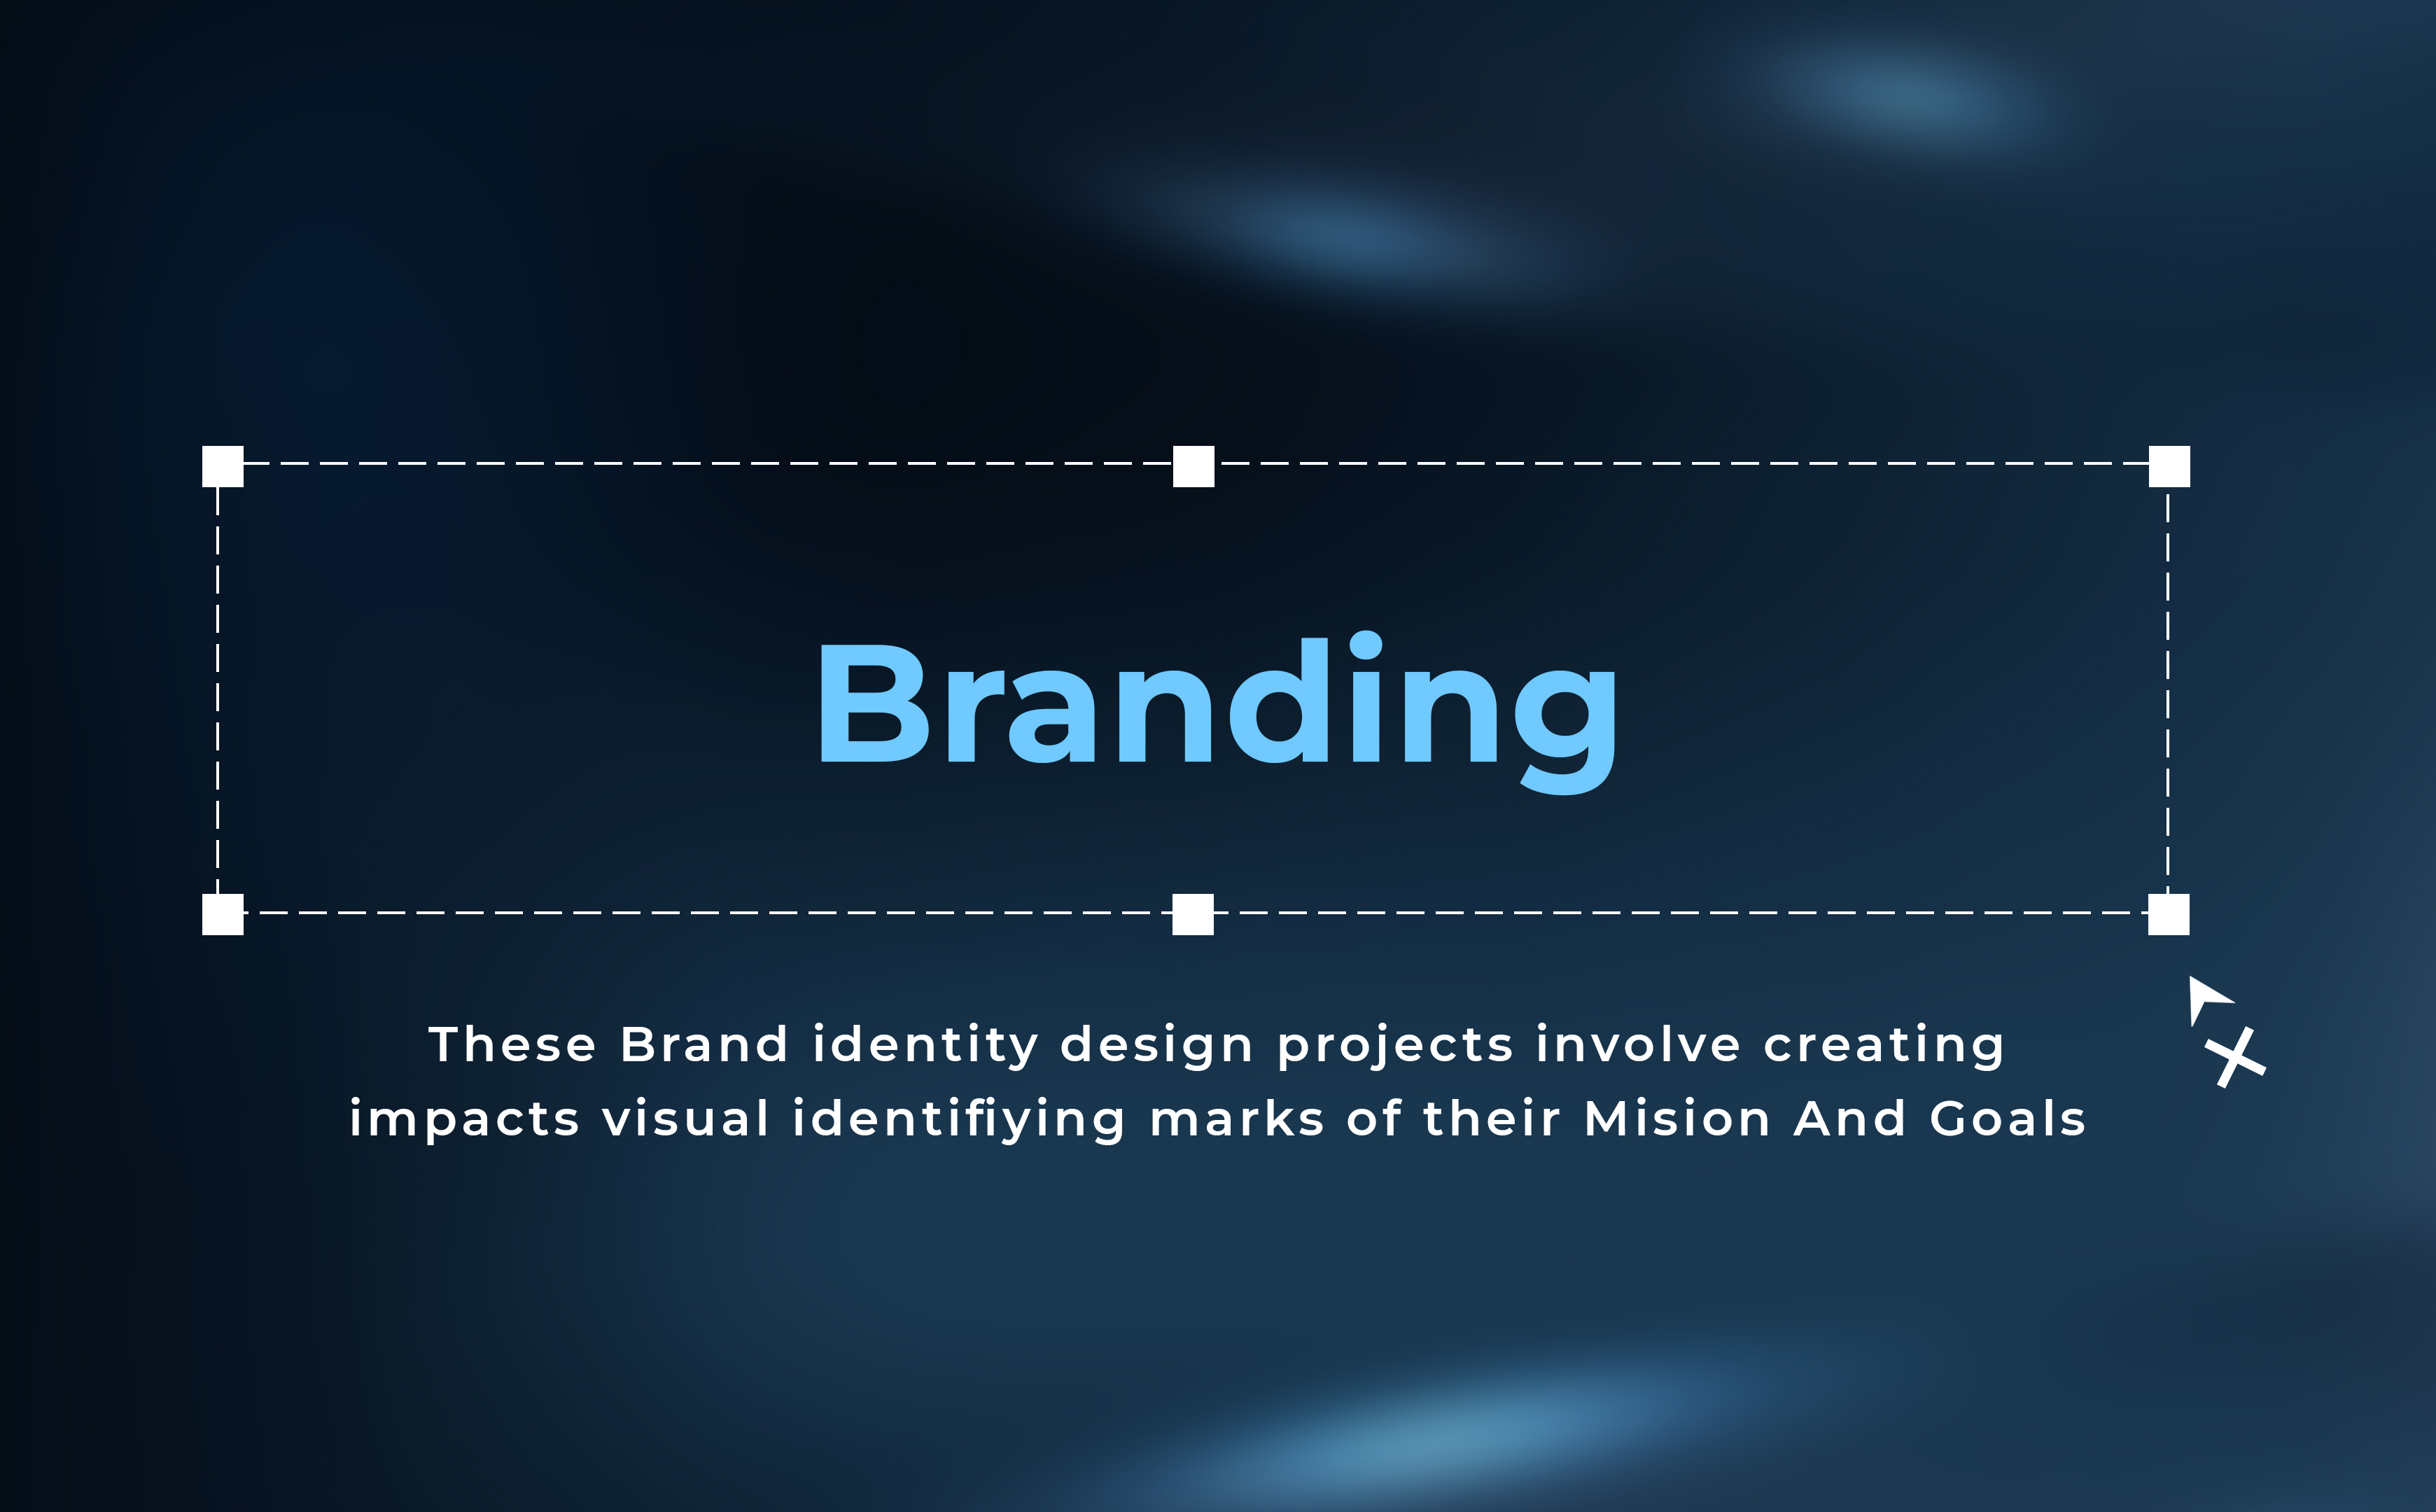 Branding
These Brand identity design projects involve creating
impacts visual identifiying marks of their Mision And Goals